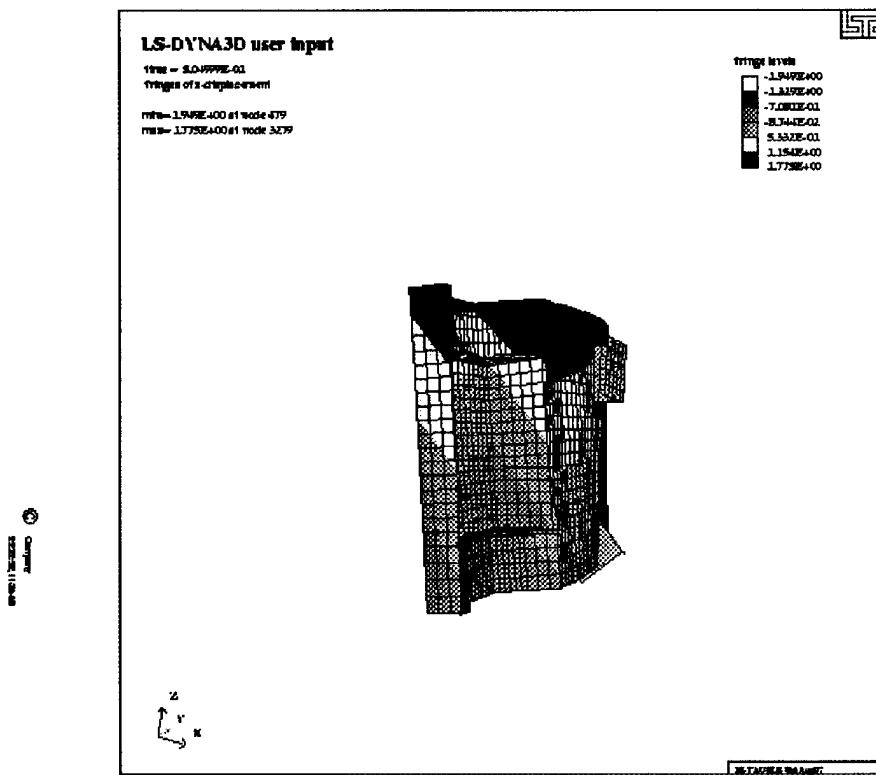 LS-DYNA3D user input
time = 5.04999E-01
fringes of z-displacement
min=-1.949E+00 at node 479
max= 1.775E+00 at node 3279
fringe levels
-1.949E+00
-1.329E+00
-7.081E-01
-8.744E-02
5.332E-01
1.154E+00
1.775E+00
Z
Y
X
©